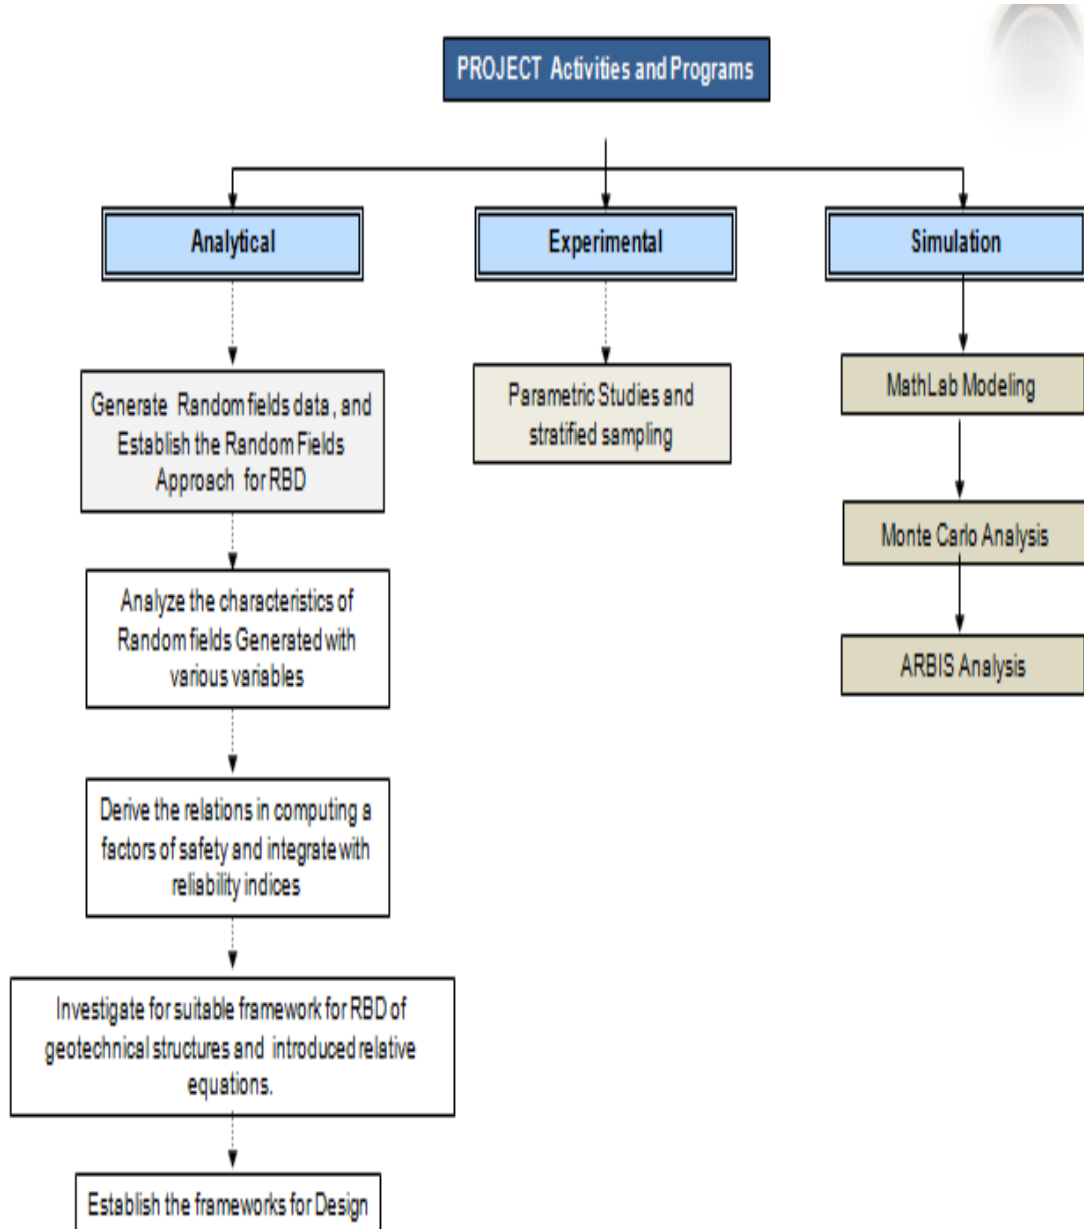 PROJECT Activities and Programs
Analytical
Experimental
Simulation
Generate Random fields data, and
Establish the Random Fields
Approach for RBD
Parametric Studies and
stratified sampling
MathLab Modeling
Monte Carlo Analysis
ARBIS Analysis
Analyze the characteristics of
Random fields Generated with
various variables
Derive the relations in computing a
factors of safety and integrate with
reliability indices
Investigate for suitable framework for RBD of
geotechnical structures and introduced relative
equations.
Establish the frameworks for Design